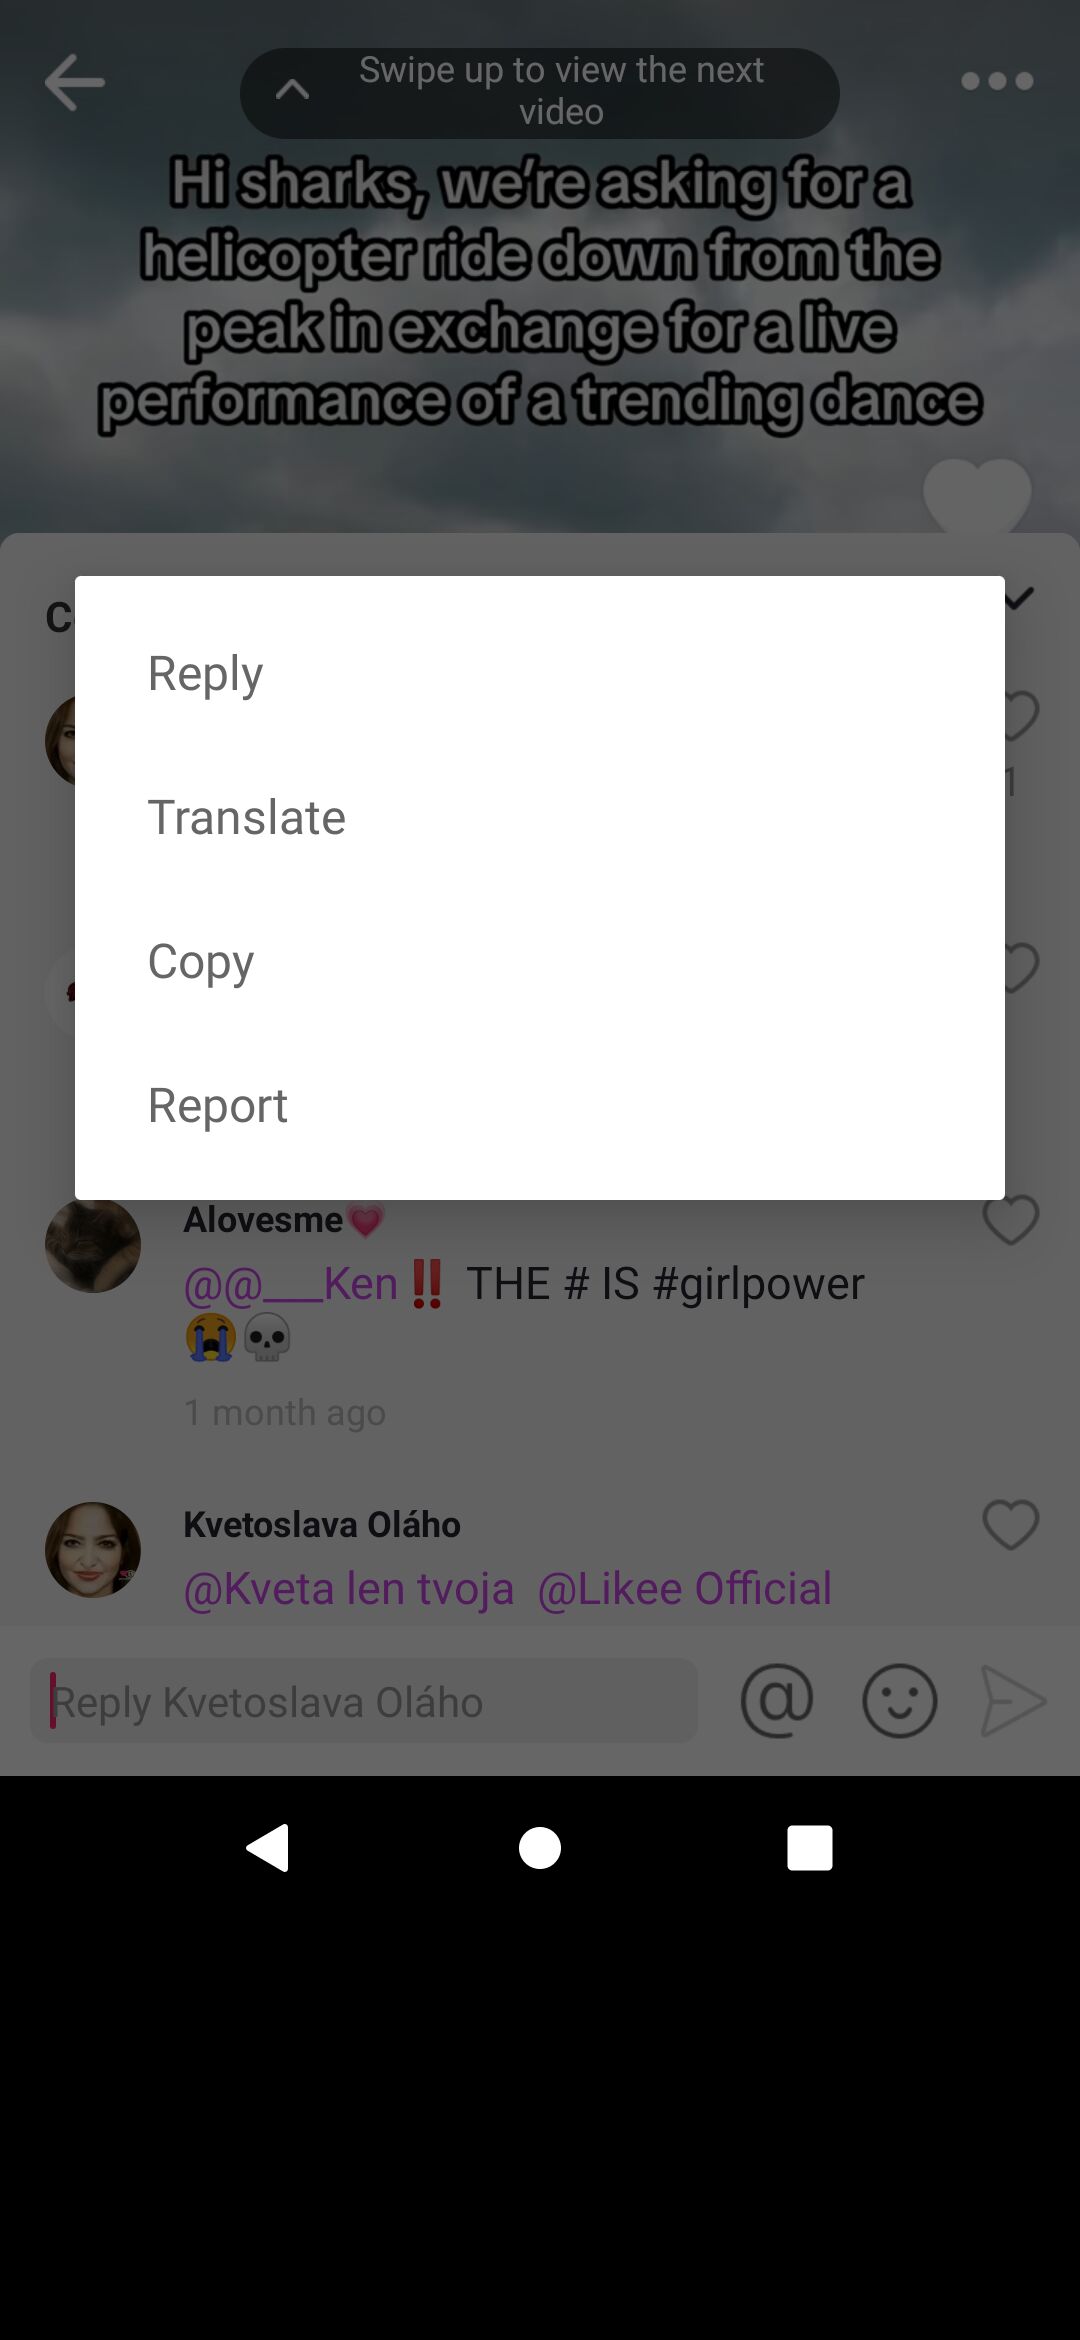 Swipe up to view the next
video
Hi sharks, we're asking for a
helicopter ride down from the
peak in exchange for a live
performance of a trending dance
Reply
1
Translate
Copy
Report
Alovesme💗
@@___Ken‼️ THE # IS #girlpower
😭💀
1 month ago
Kvetoslava Oláho
@Kveta len tvoja @Likee Official
Reply Kvetoslava Oláho